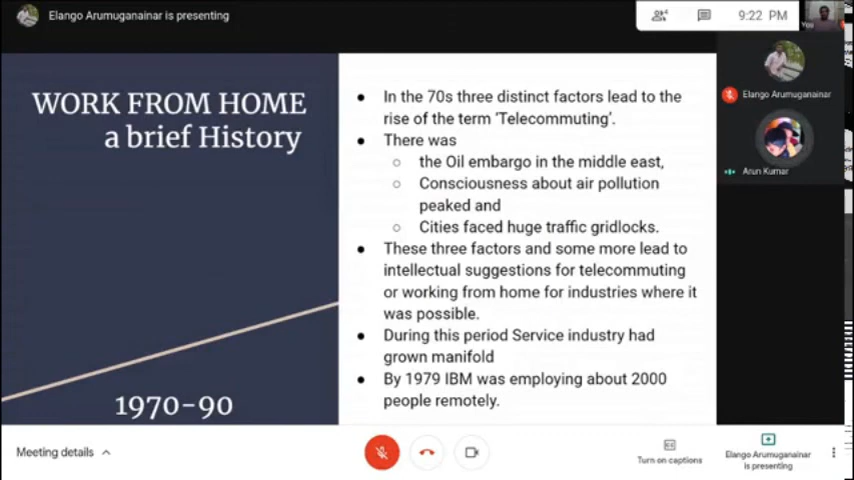 Elango Arumuganainar is presenting
4
9:22 PM
You
WORK FROM HOME
a brief History
1970-90
● In the 70s three distinct factors lead to the
rise of the term ‘Telecommuting’.
● There was
○ the Oil embargo in the middle east,
○ Consciousness about air pollution
peaked and
○ Cities faced huge traffic gridlocks.
● These three factors and some more lead to
intellectual suggestions for telecommuting
or working from home for industries where it
was possible.
● During this period Service industry had
grown manifold
● By 1979 IBM was employing about 2000
people remotely.
Elango Arumuganainar
Arun Kumar
Meeting details
Turn on captions
Elango Arumuganainar
is presenting